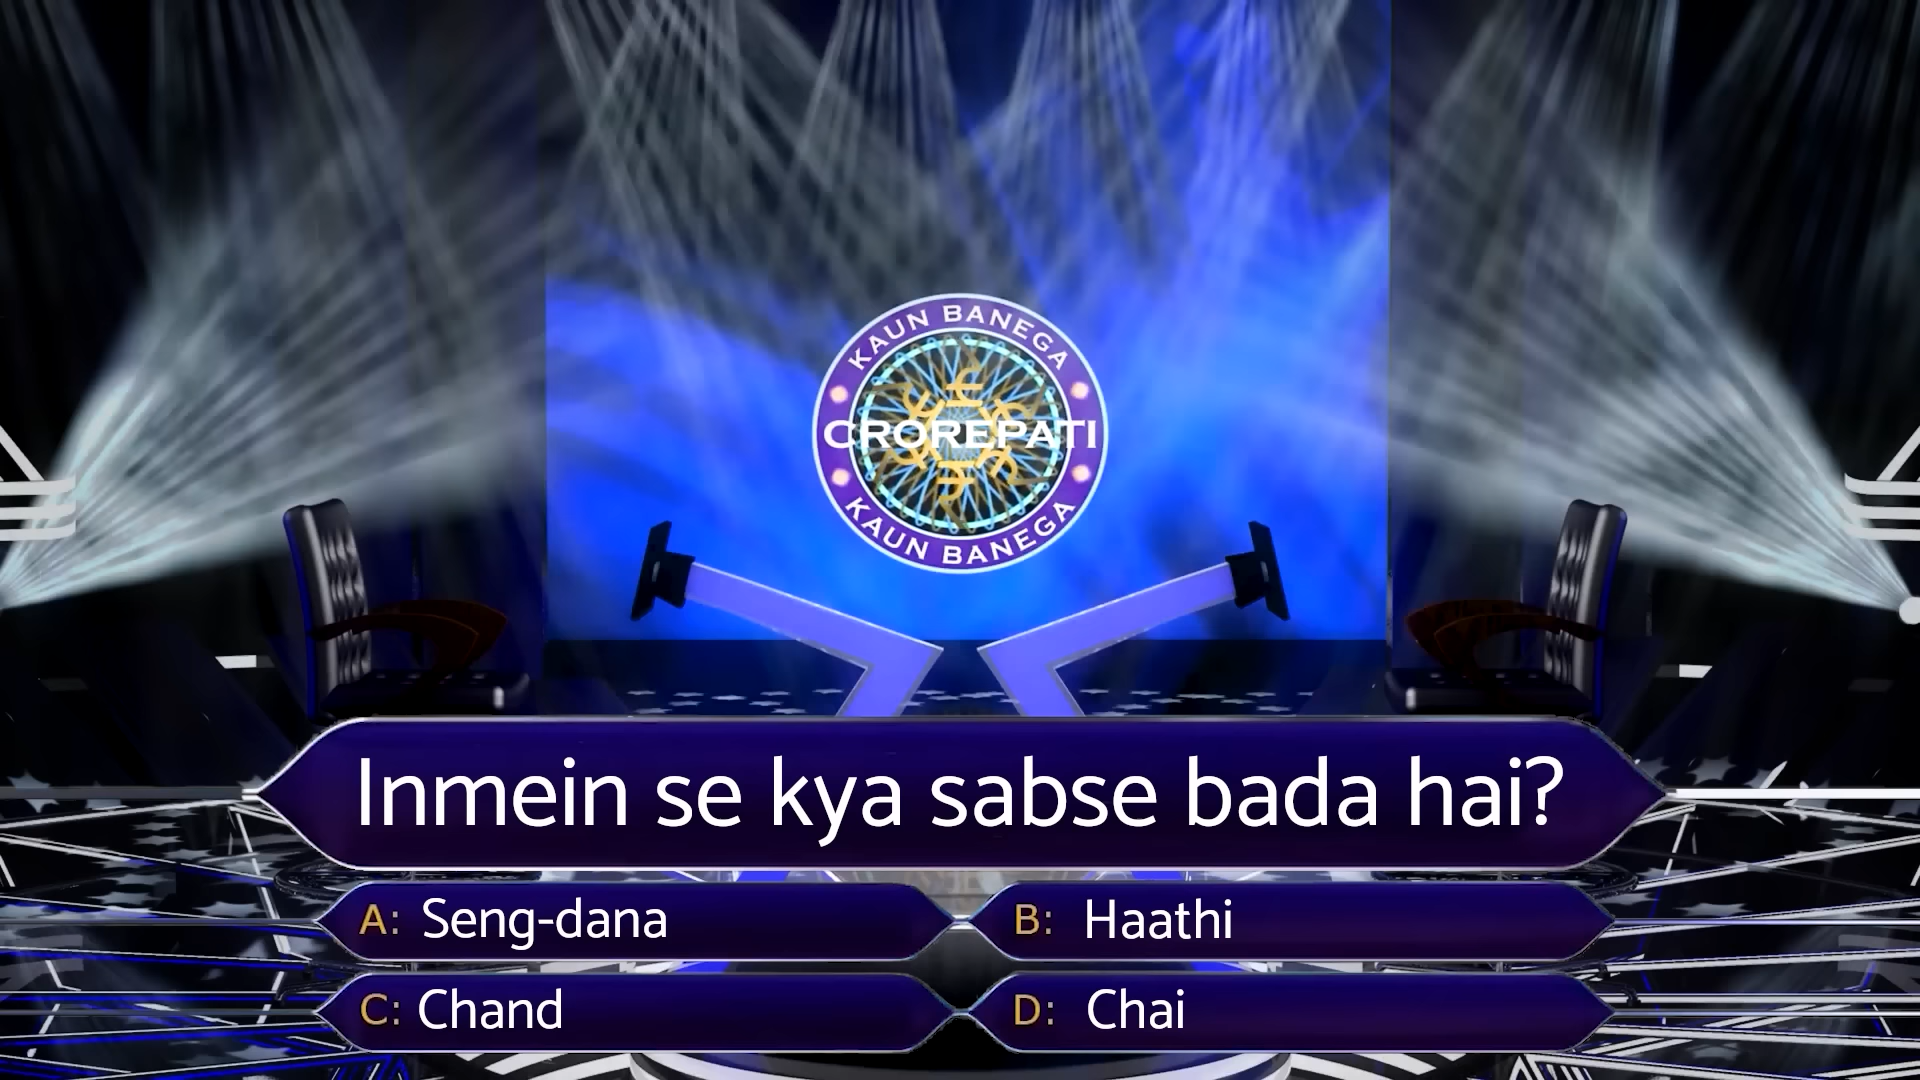 KAUN BANEGA
CROREPATI
KAUN BANEGA
Inmein se kya sabse bada hai?
A: Seng-dana
B: Haathi
C: Chand
D: Chai